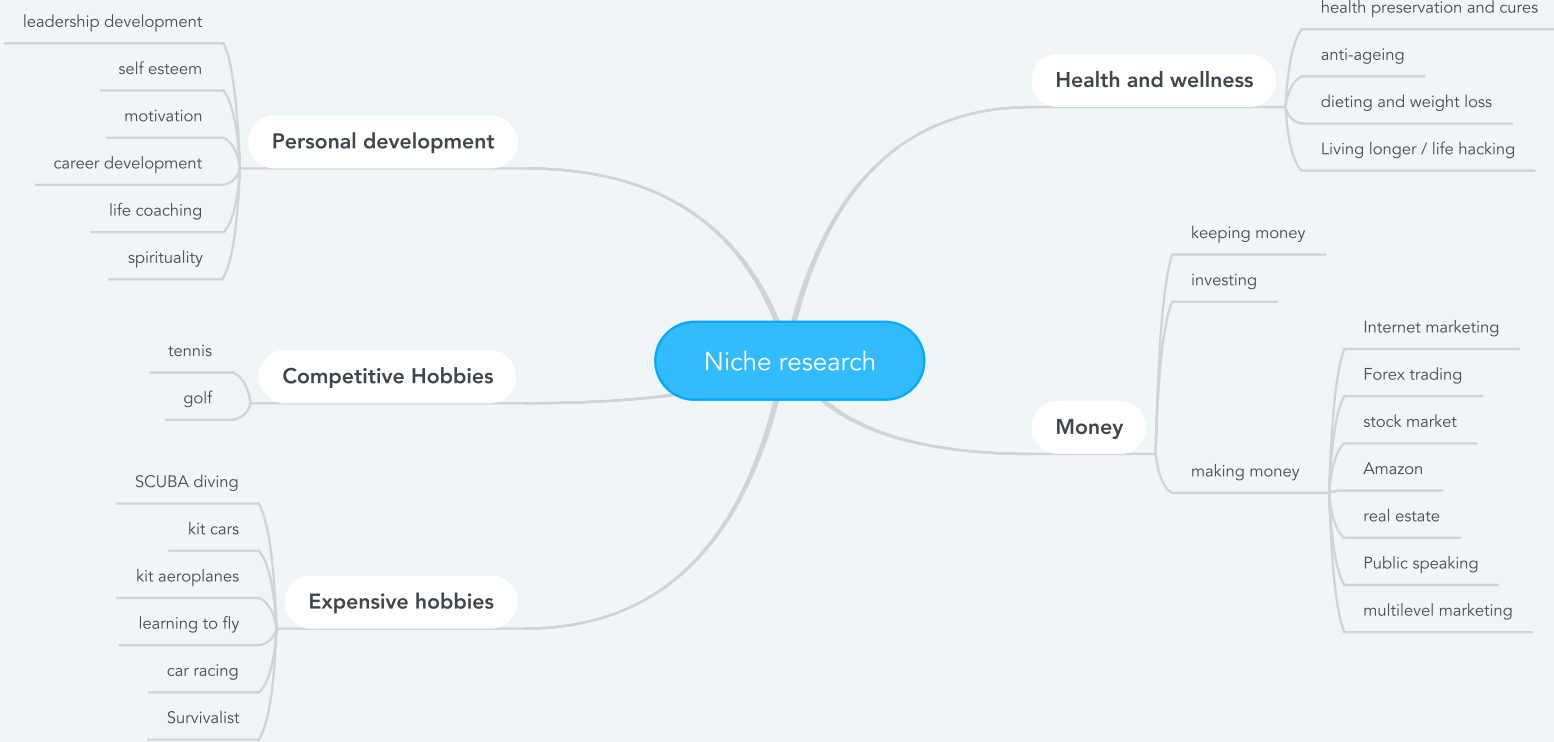 Niche research
Personal development
leadership development
self esteem
motivation
career development
life coaching
spirituality
Competitive Hobbies
tennis
golf
Expensive hobbies
SCUBA diving
kit cars
kit aeroplanes
learning to fly
car racing
Survivalist
Health and wellness
health preservation and cures
anti-ageing
dieting and weight loss
Living longer / life hacking
Money
keeping money
investing
making money
Internet marketing
Forex trading
stock market
Amazon
real estate
Public speaking
multilevel marketing